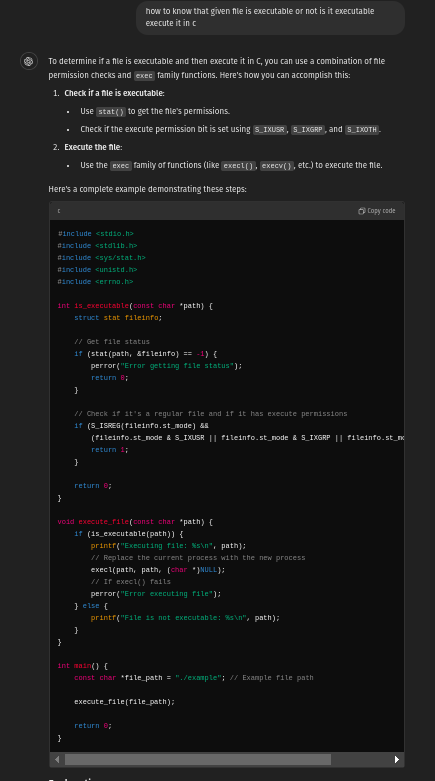 how to know that given file is executable or not is it executable
execute it in c
To determine if a file is executable and then execute it in C, you can use a combination of file
permission checks and exec family functions. Here's how you can accomplish this:
1. Check if a file is executable:
• Use stat() to get the file's permissions.
• Check if the execute permission bit is set using S_IXUSR, S_IXGRP, and S_IXOTH.
2. Execute the file:
• Use the exec family of functions (like execl(), execv(), etc.) to execute the file.
Here's a complete example demonstrating these steps:
c Copy code
#include <stdio.h>
#include <stdlib.h>
#include <sys/stat.h>
#include <unistd.h>
#include <errno.h>
int is_executable(const char *path) {
struct stat fileinfo;
// Get file status
if (stat(path, &fileinfo) == -1) {
perror("Error getting file status");
return 0;
}
// Check if it's a regular file and if it has execute permissions
if (S_ISREG(fileinfo.st_mode) &&
(fileinfo.st_mode & S_IXUSR || fileinfo.st_mode & S_IXGRP || fileinfo.st_mo
return 1;
}
return 0;
}
void execute_file(const char *path) {
if (is_executable(path)) {
printf("Executing file: %s\n", path);
// Replace the current process with the new process
execl(path, path, (char *)NULL);
// If execl() fails
perror("Error executing file");
} else {
printf("File is not executable: %s\n", path);
}
}
int main() {
const char *file_path = "./example"; // Example file path
execute_file(file_path);
return 0;
}